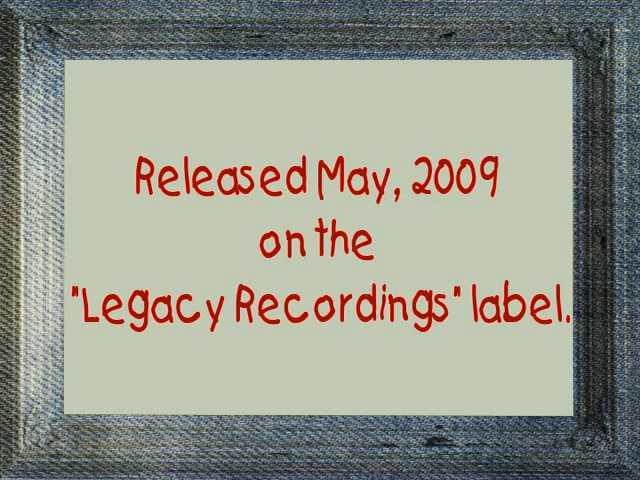 Released May, 2009
on the
"Legacy Recordings" label.